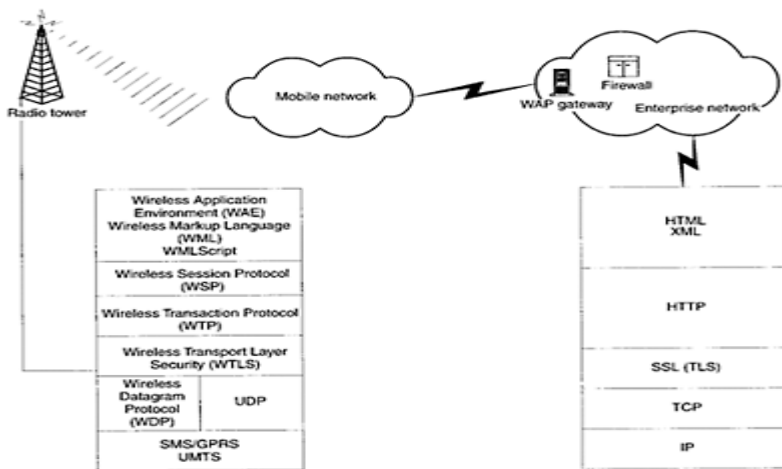 Radio tower
Mobile network
Firewall
WAP gateway
Enterprise network
Wireless Application
Environment (WAE)
Wireless Markup Language
(WML)
WMLScript
Wireless Session Protocol
(WSP)
Wireless Transaction Protocol
(WTP)
Wireless Transport Layer
Security (WTLS)
Wireless
Datagram
Protocol
(WDP)
UDP
SMS/GPRS
UMTS
HTML
XML
HTTP
SSL (TLS)
TCP
IP